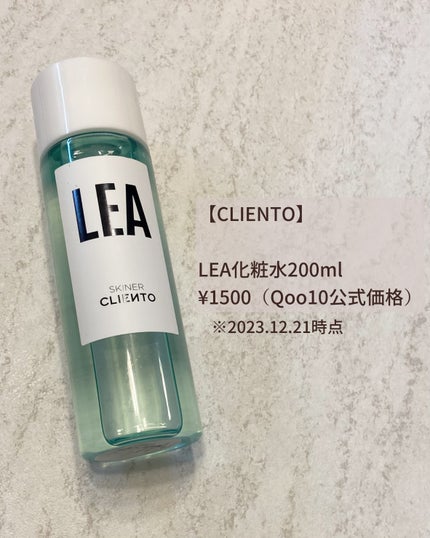 LEA
SKINER
CLIENTO
【CLIENTO】
LEA化粧水200ml
¥1500（Qoo10公式価格）
※2023.12.21時点